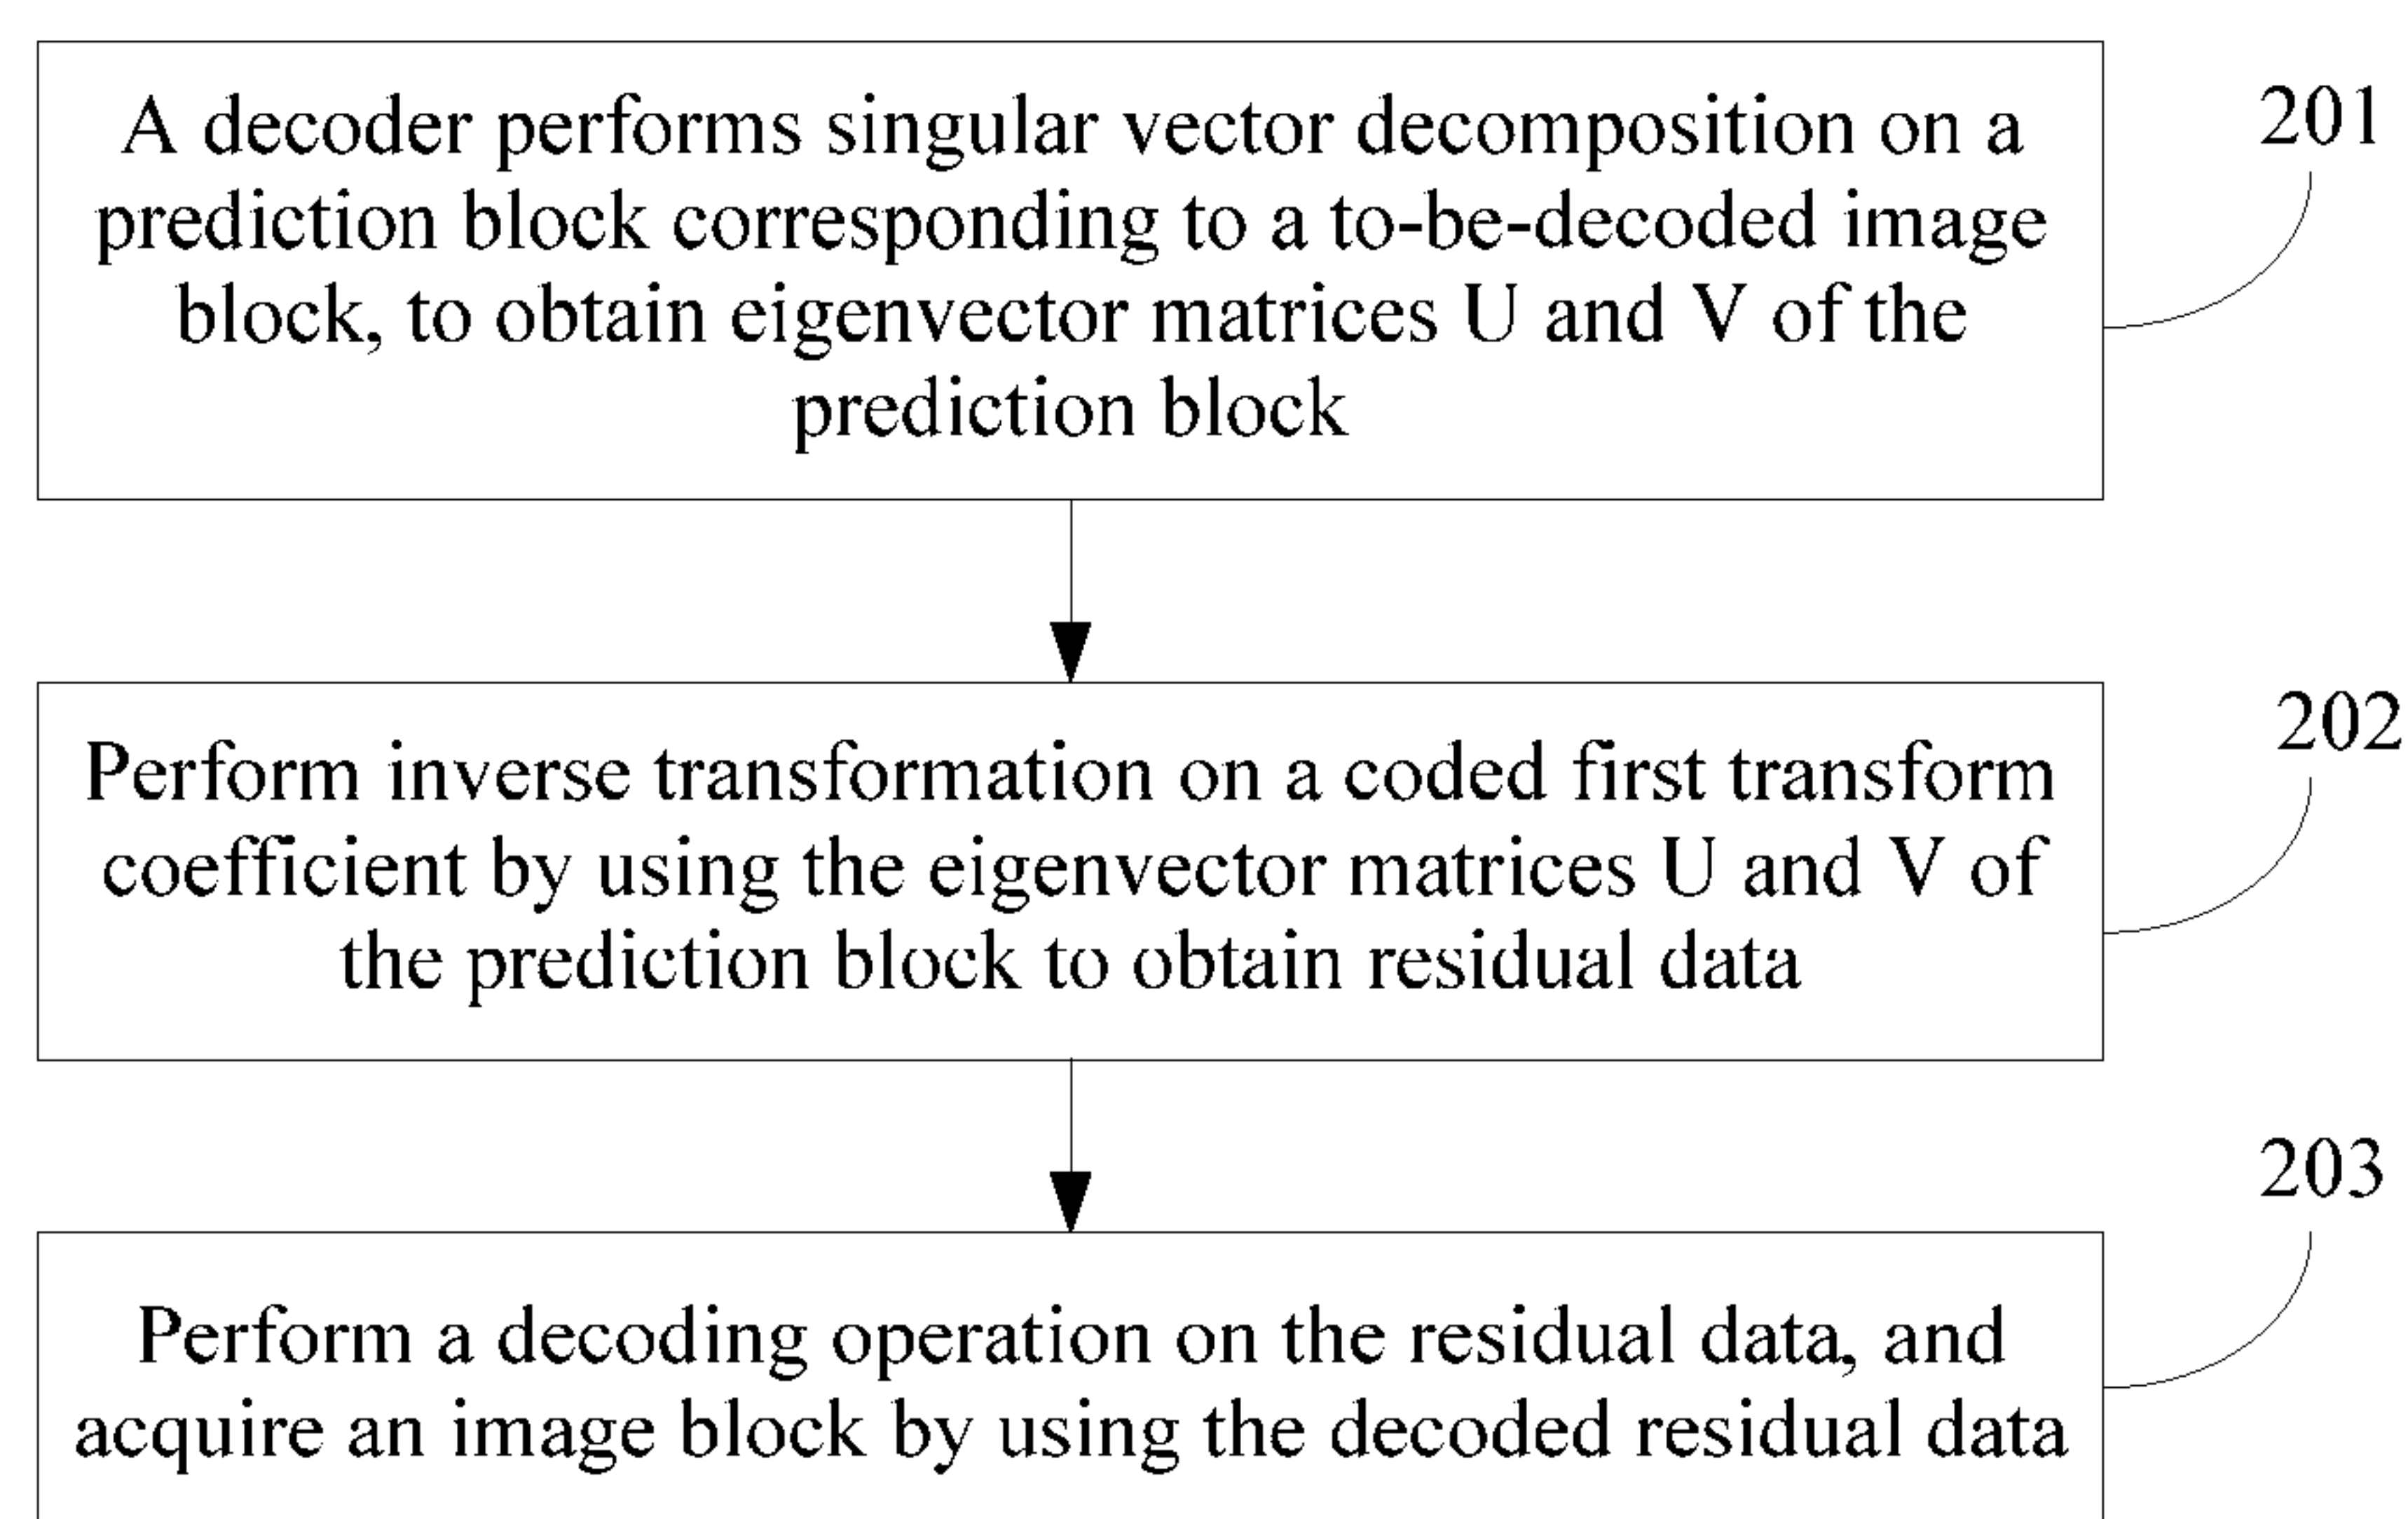 A decoder performs singular vector decomposition on a
prediction block corresponding to a to-be-decoded image
block, to obtain eigenvector matrices U and V of the
prediction block
201
Perform inverse transformation on a coded first transform
coefficient by using the eigenvector matrices U and V of
the prediction block to obtain residual data
202
Perform a decoding operation on the residual data, and
acquire an image block by using the decoded residual data
203